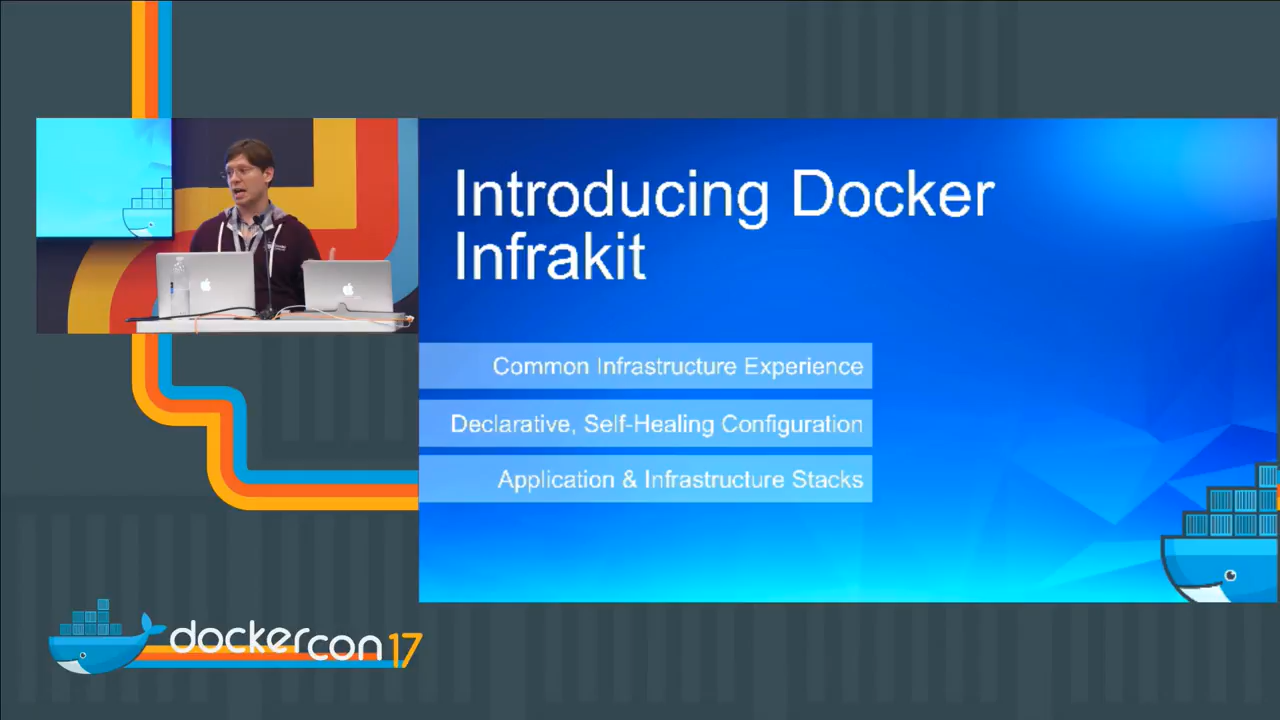 Introducing Docker
Infrakit
Common Infrastructure Experience
Declarative, Self-Healing Configuration
Application & Infrastructure Stacks
dockercon17